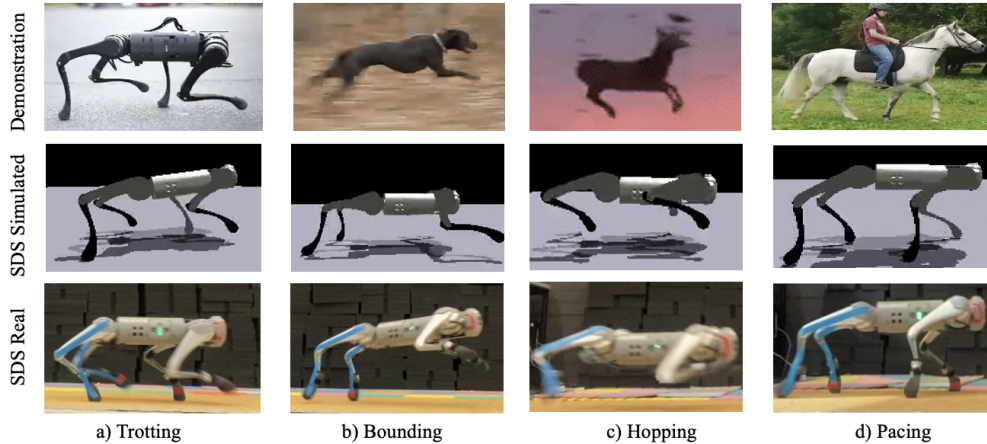 Demonstration
SDS Simulated
SDS Real
a) Trotting
b) Bounding
c) Hopping
d) Pacing